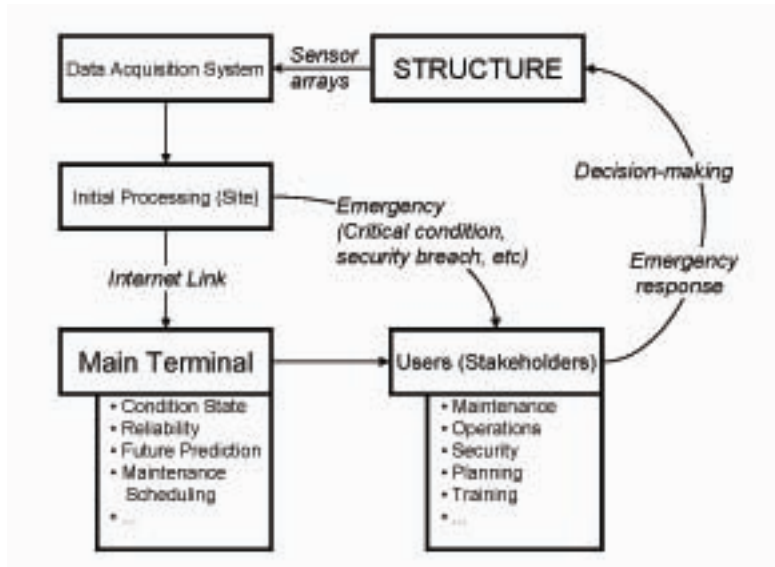 Data Acquisition System
Sensor
arrays
STRUCTURE
Decision-making
Initial Processing (Site)
Emergency
(Critical condition,
security breach, etc)
Emergency
response
Internet Link
Main Terminal
Users (Stakeholders)
• Condition State
• Reliability
• Future Prediction
• Maintenance
Scheduling
• ...
• Maintenance
• Operations
• Security
• Planning
• Training
• ...